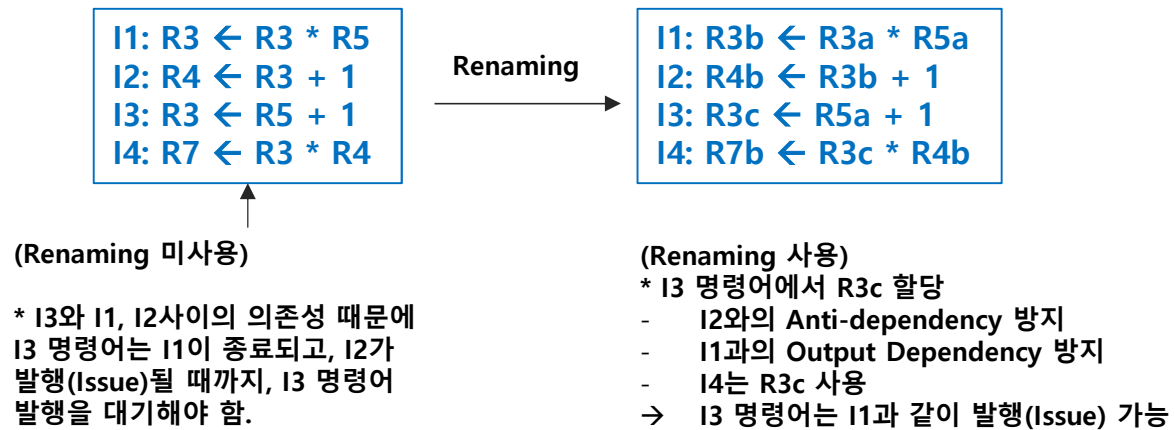 I1: R3 ← R3 * R5
I2: R4 ← R3 + 1
I3: R3 ← R5 + 1
I4: R7 ← R3 * R4
Renaming
I1: R3b ← R3a * R5a
I2: R4b ← R3b + 1
I3: R3c ← R5a + 1
I4: R7b ← R3c * R4b
(Renaming 미사용)
* I3와 I1, I2사이의 의존성 때문에
I3 명령어는 I1이 종료되고, I2가
발행(Issue)될 때까지, I3 명령어
발행을 대기해야 함.
(Renaming 사용)
* I3 명령어에서 R3c 할당
- I2와의 Anti-dependency 방지
- I1과의 Output Dependency 방지
- I4는 R3c 사용
→ I3 명령어는 I1과 같이 발행(Issue) 가능